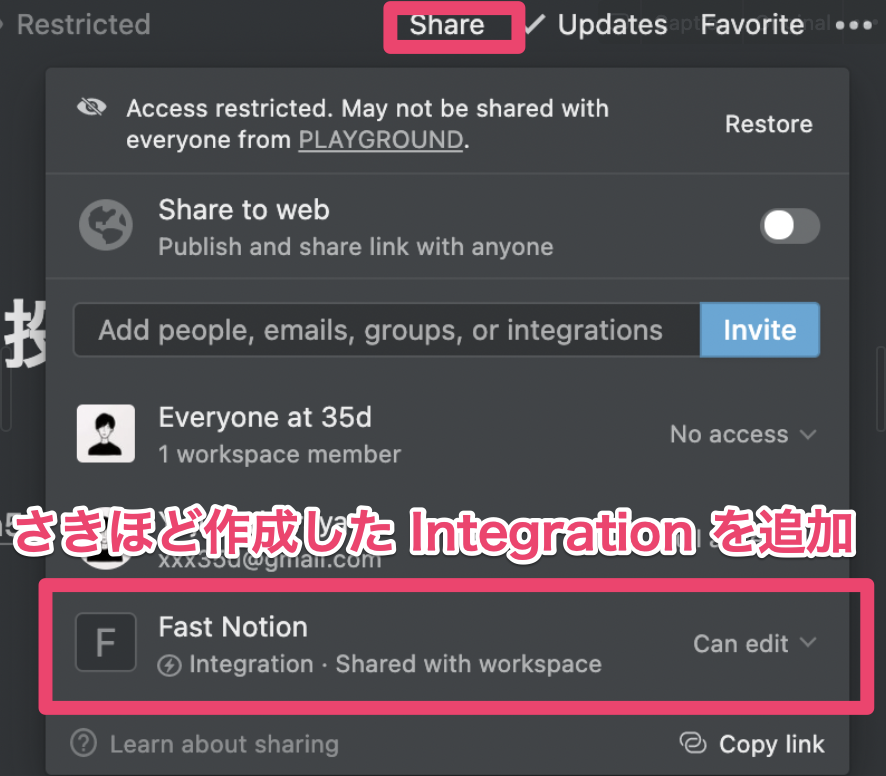 Restricted
Share
Updates
Favorite
Access restricted. May not be shared with
everyone from PLAYGROUND.
Restore
Share to web
Publish and share link with anyone
投
Add people, emails, groups, or integrations
Invite
Everyone at 35d
1 workspace member
No access
さきほど作成した Integration を追加
xxx35d@gmail.com
F
Fast Notion
Integration · Shared with workspace
Can edit
Learn about sharing
Copy link